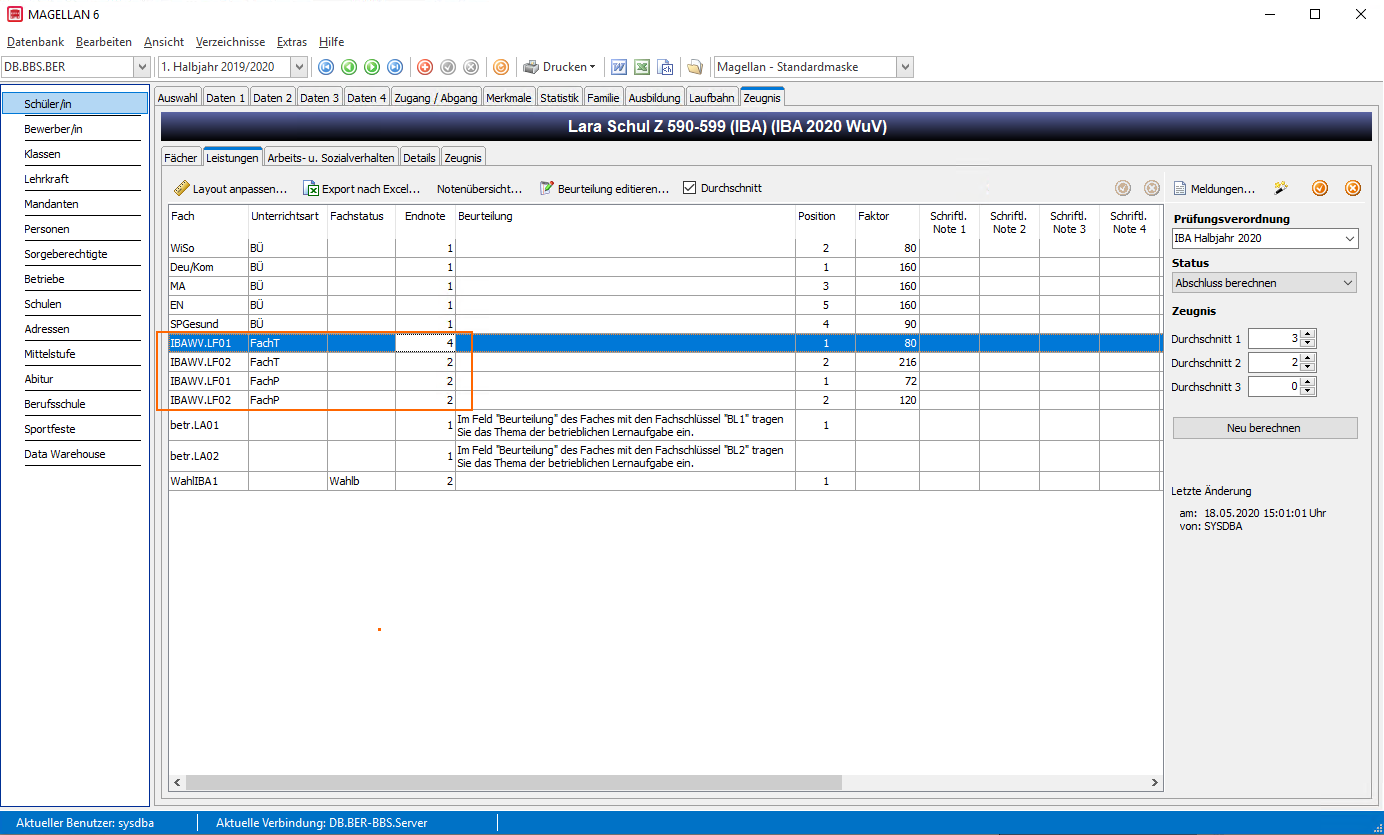 MAGELLAN 6
Datenbank Bearbeiten Ansicht Verzeichnisse Extras Hilfe
DB.BBS.BER 1. Halbjahr 2019/2020 Drucken Magellan - Standardmaske
Schüler/in
Bewerber/in
Klassen
Lehrkraft
Mandanten
Personen
Sorgeberechtigte
Betriebe
Schulen
Adressen
Mittelstufe
Abitur
Berufsschule
Sportfeste
Data Warehouse
Auswahl Daten 1 Daten 2 Daten 3 Daten 4 Zugang / Abgang Merkmale Statistik Familie Ausbildung Laufbahn Zeugnis
Lara Schul Z 590-599 (IBA) (IBA 2020 WuV)
Fächer Leistungen Arbeits- u. Sozialverhalten Details Zeugnis
Layout anpassen... Export nach Excel... Notenübersicht... Beurteilung editieren... Durchschnitt Meldungen...
Fach Unterrichtsart Fachstatus Endnote Beurteilung Position Faktor Schriftl. Note 1 Schriftl. Note 2 Schriftl. Note 3 Schriftl. Note 4
WiSo BÜ 1 2 80
Deu/Kom BÜ 1 1 160
MA BÜ 1 3 160
EN BÜ 1 5 160
SPGesund BÜ 1 4 90
IBAWV.LF01 FachT 4 1 80
IBAWV.LF02 FachT 2 2 216
IBAWV.LF01 FachP 2 1 72
IBAWV.LF02 FachP 2 2 120
betr.LA01 1 Im Feld "Beurteilung" des Faches mit den Fachschlüssel "BL1" tragen 1
Sie das Thema der betrieblichen Lernaufgabe ein.
betr.LA02 1 Im Feld "Beurteilung" des Faches mit den Fachschlüssel "BL2" tragen
Sie das Thema der betrieblichen Lernaufgabe ein.
WahlIBA1 Wahlb 2 1
Prüfungsverordnung
IBA Halbjahr 2020
Status
Abschluss berechnen
Zeugnis
Durchschnitt 1 3
Durchschnitt 2 2
Durchschnitt 3 0
Neu berechnen
Letzte Änderung
am: 18.05.2020 15:01:01 Uhr
von: SYSDBA
Aktueller Benutzer: sysdba Aktuelle Verbindung: DB.BER-BBS.Server